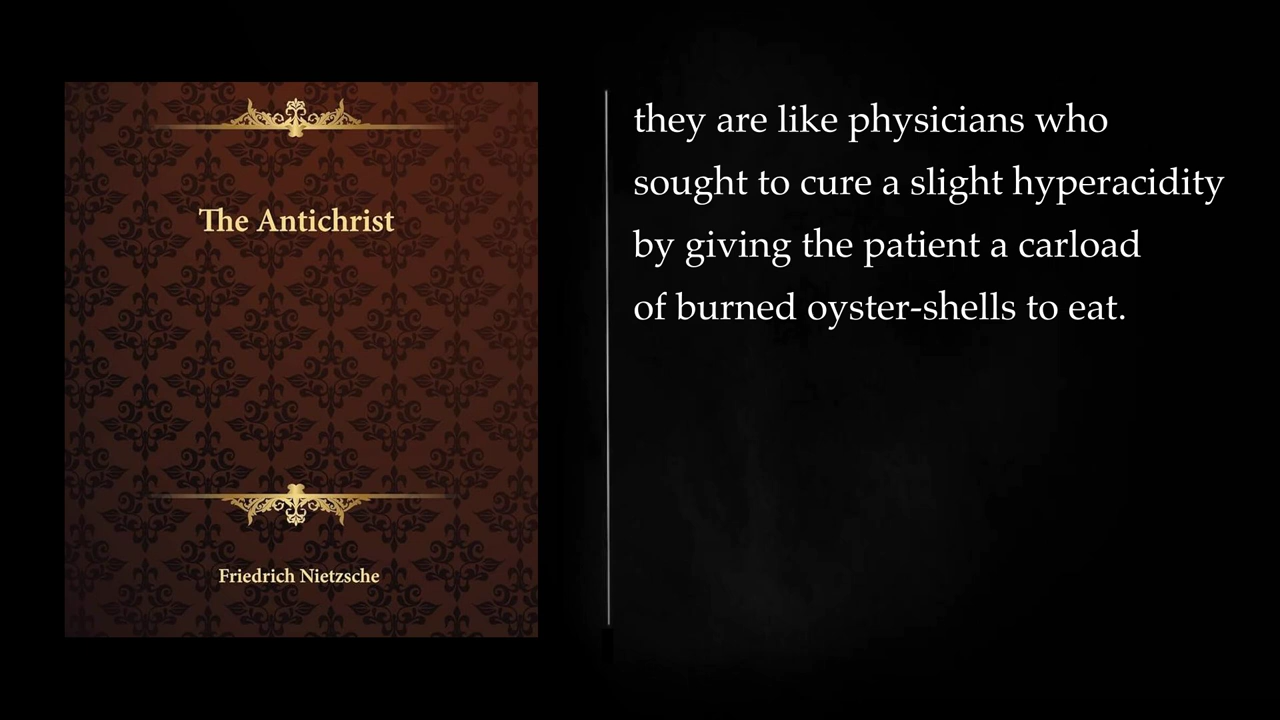 The Antichrist
Friedrich Nietzsche
they are like physicians who
sought to cure a slight hyperacidity
by giving the patient a carload
of burned oyster-shells to eat.